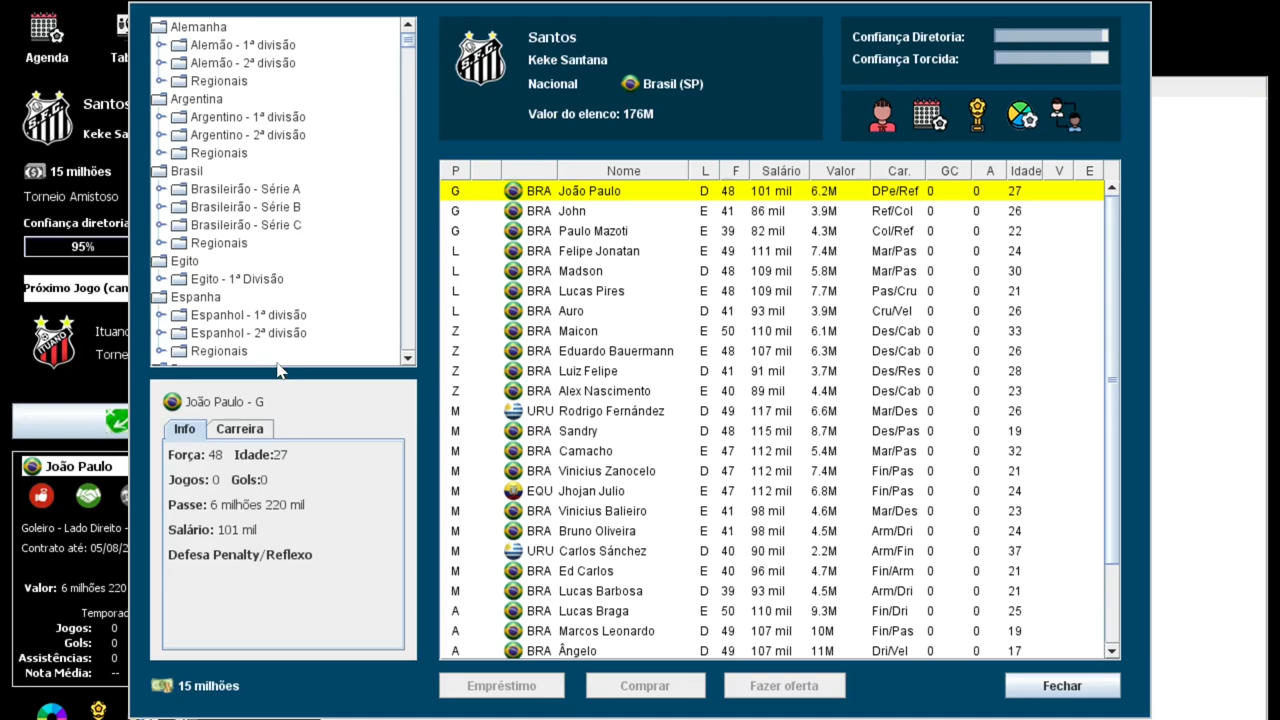 Agenda
Tab
Santos
Keke Sa
15 milhões
Torneio Amistoso
Confiança diretoria
95%
Próximo Jogo (can
Ituano
Torne
João Paulo
Goleiro - Lado Direito -
Contrato até: 05/08/2
Valor: 6 milhões 220
Temporad
Jogos: 0
Gols: 0
Assistências: 0
Nota Média: --
Alemanha
Alemão - 1ª divisão
Alemão - 2ª divisão
Regionais
Argentina
Argentino - 1ª divisão
Argentino - 2ª divisão
Regionais
Brasil
Brasileirão - Série A
Brasileirão - Série B
Brasileirão - Série C
Regionais
Egito
Egito - 1ª Divisão
Espanha
Espanhol - 1ª divisão
Espanhol - 2ª divisão
Regionais
João Paulo - G
Info Carreira
Força: 48 Idade:27
Jogos: 0 Gols:0
Passe: 6 milhões 220 mil
Salário: 101 mil
Defesa Penalty/Reflexo
15 milhões
Santos
Keke Santana
Nacional Brasil (SP)
Valor do elenco: 176M
Confiança Diretoria:
Confiança Torcida:
P Nome L F Salário Valor Car. GC A Idade V E
G BRA João Paulo D 48 101 mil 6.2M DPe/Ref 0 0 27
G BRA John E 41 86 mil 3.9M Ref/Col 0 0 26
G BRA Paulo Mazoti E 39 82 mil 4.3M Col/Ref 0 0 22
L BRA Felipe Jonatan E 49 111 mil 7.4M Mar/Pas 0 0 24
L BRA Madson D 48 109 mil 5.8M Mar/Pas 0 0 30
L BRA Lucas Pires E 48 109 mil 7.7M Pas/Cru 0 0 21
L BRA Auro D 41 93 mil 3.9M Cru/Vel 0 0 26
Z BRA Maicon E 50 110 mil 6.1M Des/Cab 0 0 33
Z BRA Eduardo Bauermann E 48 107 mil 6.3M Des/Cab 0 0 26
Z BRA Luiz Felipe D 41 91 mil 3.7M Des/Res 0 0 28
Z BRA Alex Nascimento E 40 89 mil 4.4M Des/Cab 0 0 23
M URU Rodrigo Fernández D 49 117 mil 6.6M Mar/Des 0 0 26
M BRA Sandry D 48 115 mil 8.7M Des/Pas 0 0 19
M BRA Camacho E 47 112 mil 5.4M Mar/Pas 0 0 32
M BRA Vinicius Zanocelo D 47 112 mil 7.4M Fin/Pas 0 0 21
M EQU Jhojan Julio E 47 112 mil 6.8M Fin/Pas 0 0 24
M BRA Vinicius Balieiro D 41 98 mil 4.6M Mar/Des 0 0 23
M BRA Bruno Oliveira E 41 98 mil 4.5M Arm/Dri 0 0 24
M URU Carlos Sánchez D 40 90 mil 2.2M Arm/Fin 0 0 37
M BRA Ed Carlos E 40 96 mil 4.7M Fin/Arm 0 0 21
M BRA Lucas Barbosa D 39 93 mil 4.5M Arm/Dri 0 0 21
A BRA Lucas Braga E 50 110 mil 9.3M Fin/Dri 0 0 25
A BRA Marcos Leonardo D 49 107 mil 10M Fin/Pas 0 0 19
A BRA Ângelo D 49 107 mil 11M Dri/Vel 0 0 17
Empréstimo Comprar Fazer oferta Fechar